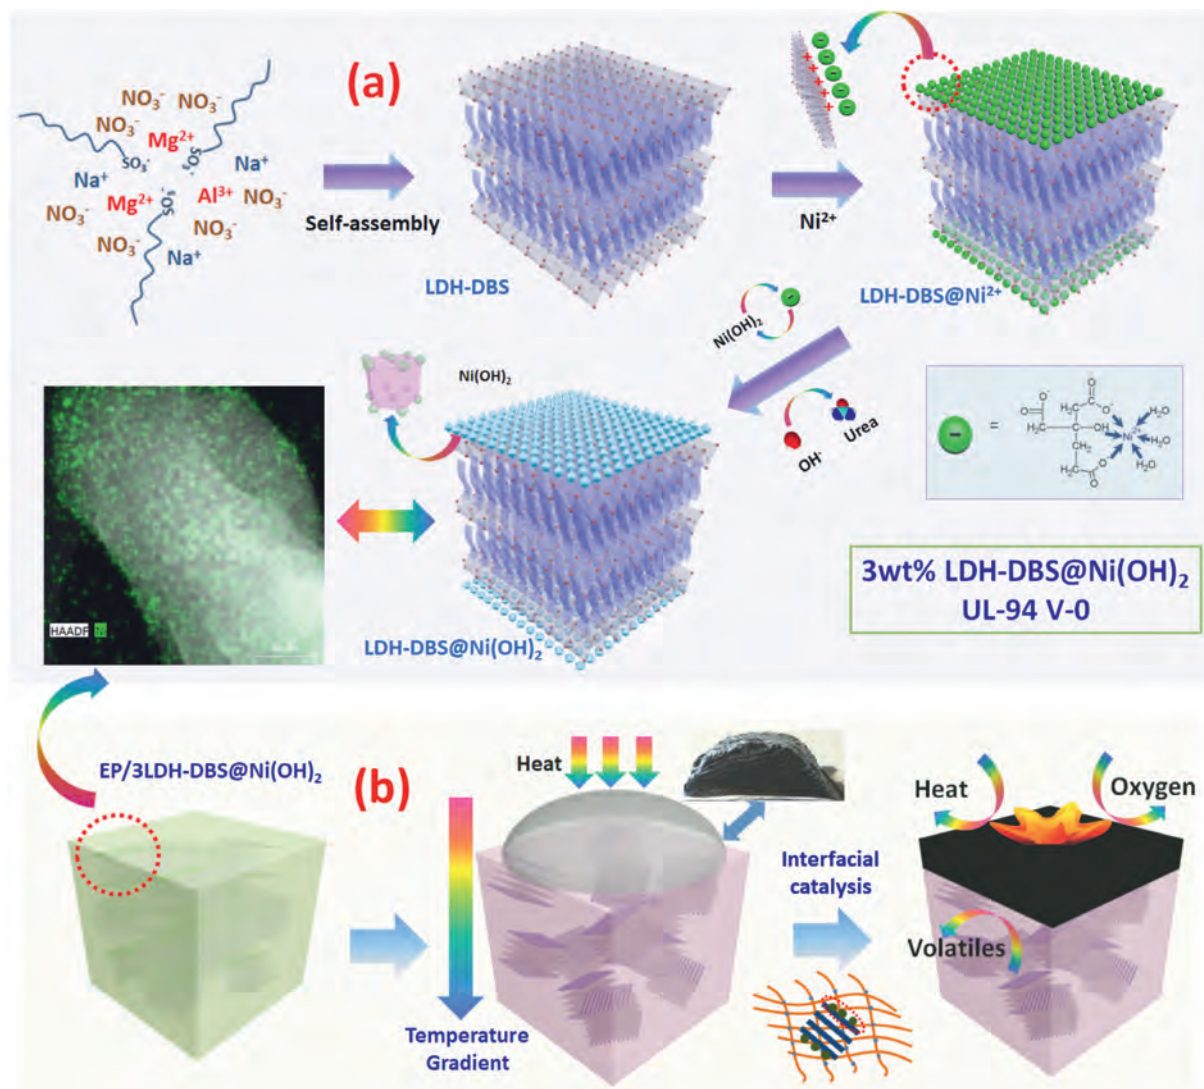 (a)
NO₃⁻
NO₃⁻
NO₃⁻
NO₃⁻
Mg²⁺
SO₃⁻
SO₃⁻
Na⁺
Na⁺
SO₃⁻
Mg²⁺
Al³⁺
NO₃⁻
NO₃⁻
NO₃⁻
NO₃⁻
Na⁺
Self-assembly
LDH-DBS
Ni²⁺
LDH-DBS@Ni²⁺
Ni(OH)₂
OH⁻
Urea
=
O
O⁻
O
O⁻
OH
CH₂
O
O
Ni²⁺
H₂O
H₂O
H₂O
Ni(OH)₂
HAADF Ni
LDH-DBS@Ni(OH)₂
3wt% LDH-DBS@Ni(OH)₂
UL-94 V-0
EP/3LDH-DBS@Ni(OH)₂
(b)
Heat
Temperature
Gradient
Interfacial
catalysis
Heat
Oxygen
Volatiles